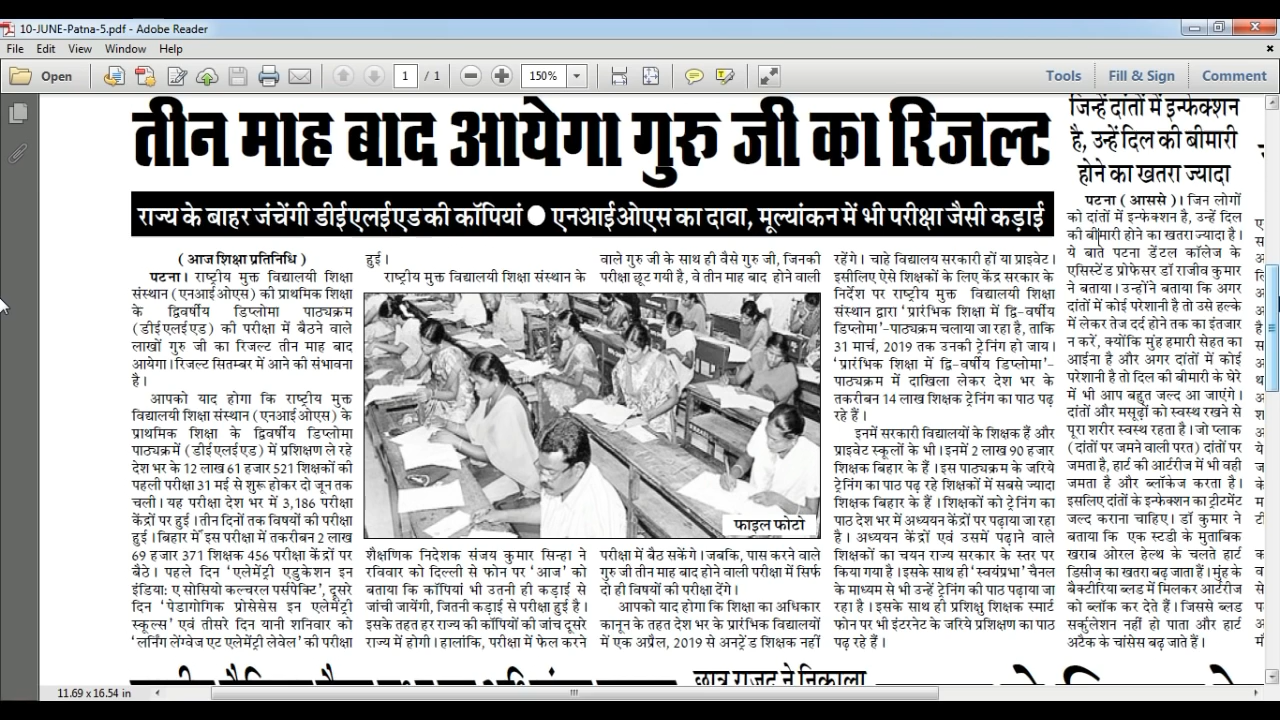 10-JUNE-Patna-5.pdf - Adobe Reader
File Edit View Window Help
Open
1 / 1
150%
Tools Fill & Sign Comment
तीन माह बाद आयेगा गुरु जी का रिजल्ट
राज्य के बाहर जंचेंगी डीईएलईएड की कॉपियां ● एनआईओएस का दावा, मूल्यांकन में भी परीक्षा जैसी कड़ाई
( आज शिक्षा प्रतिनिधि )
पटना। राष्ट्रीय मुक्त विद्यालयी शिक्षा
संस्थान (एनआईओएस) की प्राथमिक शिक्षा
के द्विवर्षीय डिप्लोमा पाठ्यक्रम
(डीईएलईएड) की परीक्षा में बैठने वाले
लाखों गुरु जी का रिजल्ट तीन माह बाद
आयेगा। रिजल्ट सितम्बर में आने की संभावना
है।
आपको याद होगा कि राष्ट्रीय मुक्त
विद्यालयी शिक्षा संस्थान (एनआईओएस) के
प्राथमिक शिक्षा के द्विवर्षीय डिप्लोमा
पाठ्यक्रम (डीईएलईएड) में प्रशिक्षण ले रहे
देश भर के 12 लाख 61 हजार 521 शिक्षकों की
पहली परीक्षा 31 मई से शुरू होकर दो जून तक
चली। यह परीक्षा देश भर में 3,186 परीक्षा
केंद्रों पर हुई। तीन दिनों तक विषयों की परीक्षा
हुई। बिहार में इस परीक्षा में तकरीबन 2 लाख
69 हजार 371 शिक्षक 456 परीक्षा केंद्रों पर
बैठे। पहले दिन 'एलेमेंट्री एडुकेशन इन
इंडिया: ए सोसियो कल्चरल पर्सपेक्टि', दूसरे
दिन 'पेडागोगिक प्रोसेसेस इन एलेमेंट्री
स्कूल्स' एवं तीसरे दिन यानी शनिवार को
'लर्निंग लेंग्वेज एट एलेमेंट्री लेवेल' की परीक्षा
हुई।
राष्ट्रीय मुक्त विद्यालयी शिक्षा संस्थान के
फाइल फोटो
शैक्षणिक निदेशक संजय कुमार सिन्हा ने
रविवार को दिल्ली से फोन पर 'आज' को
बताया कि कॉपियां भी उतनी ही कड़ाई से
जांची जायेंगी, जितनी कड़ाई से परीक्षा हुई है।
इसके तहत हर राज्य की कॉपियों की जांच दूसरे
राज्य में होगी। हालांकि, परीक्षा में फेल करने
वाले गुरु जी के साथ ही वैसे गुरु जी, जिनकी
परीक्षा छूट गयी है, वे तीन माह बाद होने वाली
परीक्षा में बैठ सकेंगे। जबकि, पास करने वाले
गुरु जी तीन माह बाद होने वाली परीक्षा में सिर्फ
दो ही विषयों की परीक्षा देंगे।
आपको याद होगा कि शिक्षा का अधिकार
कानून के तहत देश भर के प्रारंभिक विद्यालयों
में एक अप्रैल, 2019 से अनट्रेंड शिक्षक नहीं
रहेंगे। चाहे विद्यालय सरकारी हों या प्राइवेट।
इसीलिए ऐसे शिक्षकों के लिए केंद्र सरकार के
निर्देश पर राष्ट्रीय मुक्त विद्यालयी शिक्षा
संस्थान द्वारा 'प्रारंभिक शिक्षा में द्वि-वर्षीय
डिप्लोमा'-पाठ्यक्रम चलाया जा रहा है, ताकि
31 मार्च, 2019 तक उनकी ट्रेनिंग हो जाय।
'प्रारंभिक शिक्षा में द्वि-वर्षीय डिप्लोमा'-
पाठ्यक्रम में दाखिला लेकर देश भर के
तकरीबन 14 लाख शिक्षक ट्रेनिंग का पाठ पढ़
रहे हैं।
इनमें सरकारी विद्यालयों के शिक्षक हैं और
प्राइवेट स्कूलों के भी। इनमें 2 लाख 90 हजार
शिक्षक बिहार के हैं। इस पाठ्यक्रम के जरिये
ट्रेनिंग का पाठ पढ़ रहे शिक्षकों में सबसे ज्यादा
शिक्षक बिहार के हैं। शिक्षकों को ट्रेनिंग का
पाठ देश भर में अध्ययन केंद्रों पर पढ़ाया जा रहा
है। अध्ययन केंद्रों एवं उसमें पढ़ाने वाले
शिक्षकों का चयन राज्य सरकार के स्तर पर
किया गया है। इसके साथ ही 'स्वयंप्रभा' चैनल
के माध्यम से भी उन्हें ट्रेनिंग की पाठ पढ़ाया जा
रहा है। इसके साथ ही प्रशिक्षु शिक्षक स्मार्ट
फोन पर भी इंटरनेट के जरिये प्रशिक्षण का पाठ
पढ़ रहे हैं।
जिन्हें दांतों में इन्फेक्शन
है, उन्हें दिल की बीमारी
होने का खतरा ज्यादा
पटना ( आससे )। जिन लोगों
को दांतों में इन्फेक्शन है, उन्हें दिल
की बीमारी होने का खतरा ज्यादा है।
ये बातें पटना डेंटल कॉलेज के
एसिस्टेंड प्रोफेसर डॉ राजीव कुमार
ने बताया। उन्होंने बताया कि अगर
दांतों में कोई परेशानी है तो उसे हल्के
में लेकर तेज दर्द होने तक का इंतजार
न करें, क्योंकि मुंह हमारी सेहत का
आईना है और अगर दांतों में कोई
परेशानी है तो दिल की बीमारी के घेरे
में भी आप बहुत जल्द आ जाएंगे।
दांतों और मसूढ़ों को स्वस्थ रखने से
पूरा शरीर स्वस्थ रहता है। जो प्लाक
(दांतों पर जमने वाली परत) दांतों पर
जमता है, हार्ट की आर्टरीज में भी वही
जमता है और ब्लॉकेज करता है।
इसलिए दांतों के इन्फेक्शन का ट्रीटमेंट
जल्द कराना चाहिए। डॉ कुमार ने
बताया कि एक स्टडी के मुताबिक
खराब ओरल हेल्थ के चलते हार्ट
डिसीज का खतरा बढ़ जाता हैं। मुंह के
बैक्टीरिया ब्लड में मिलकर आर्टरीज
को ब्लॉक कर देते हैं। जिससे ब्लड
सर्कुलेशन नहीं हो पाता और हार्ट
अटैक के चांसेस बढ़ जाते हैं।
छात्र राजद ने निकाला
11.69 x 16.54 in